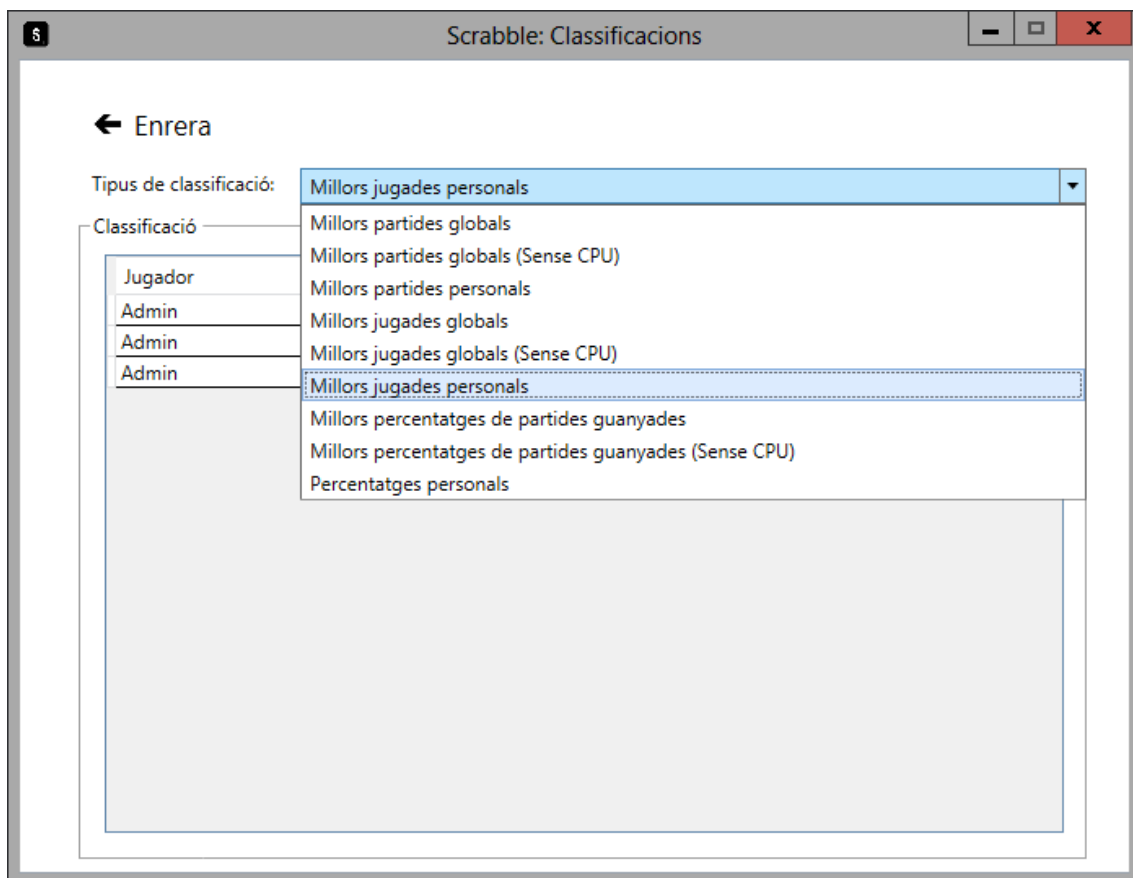 Scrabble: Classificacions
Enrera
Tipus de classificació:
Millors jugades personals
Classificació
Millors partides globals
Millors partides globals (Sense CPU)
Millors partides personals
Millors jugades globals
Millors jugades globals (Sense CPU)
Millors jugades personals
Millors percentatges de partides guanyades
Millors percentatges de partides guanyades (Sense CPU)
Percentatges personals
Jugador
Admin
Admin
Admin